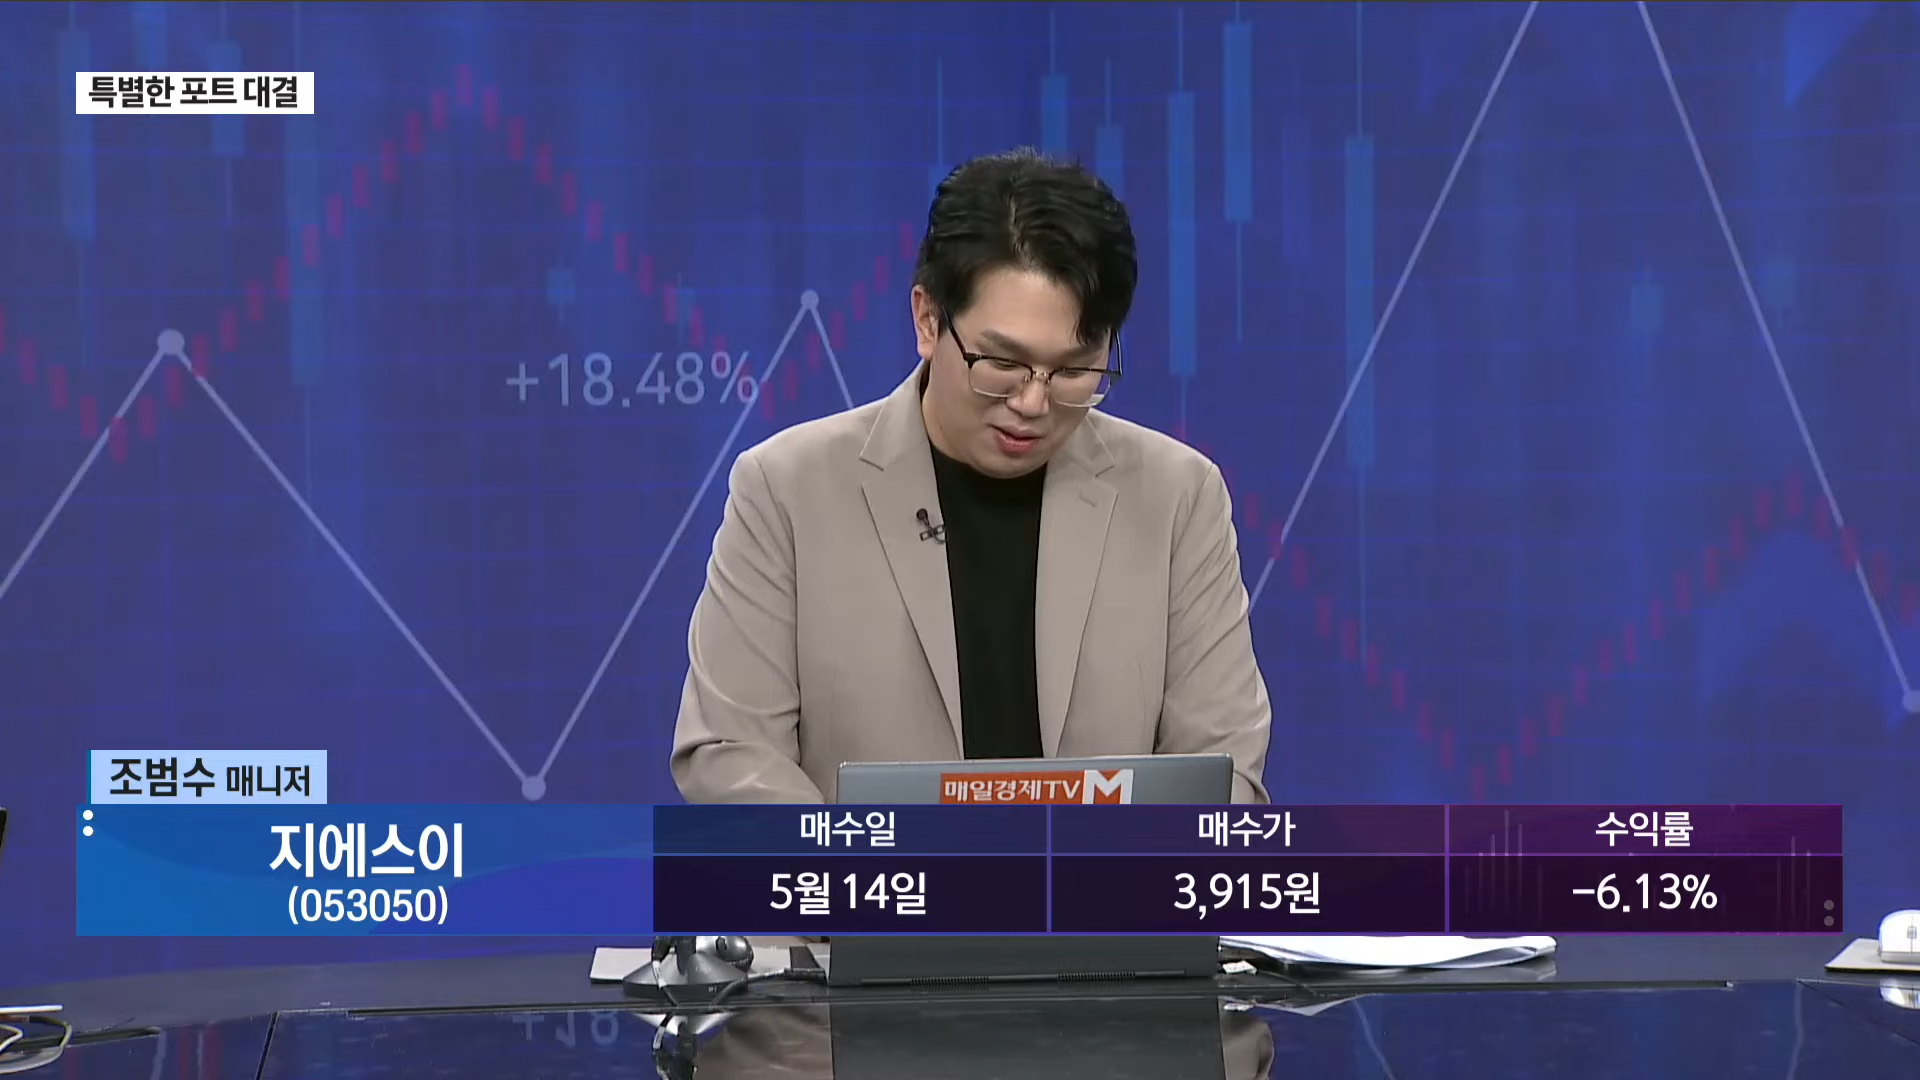 특별한 포트 대결
+18.48%
조범수 매니저
매일경제TV M
지에스이
(053050)
매수일
매수가
수익률
5월 14일
3,915원
-6.13%
+18